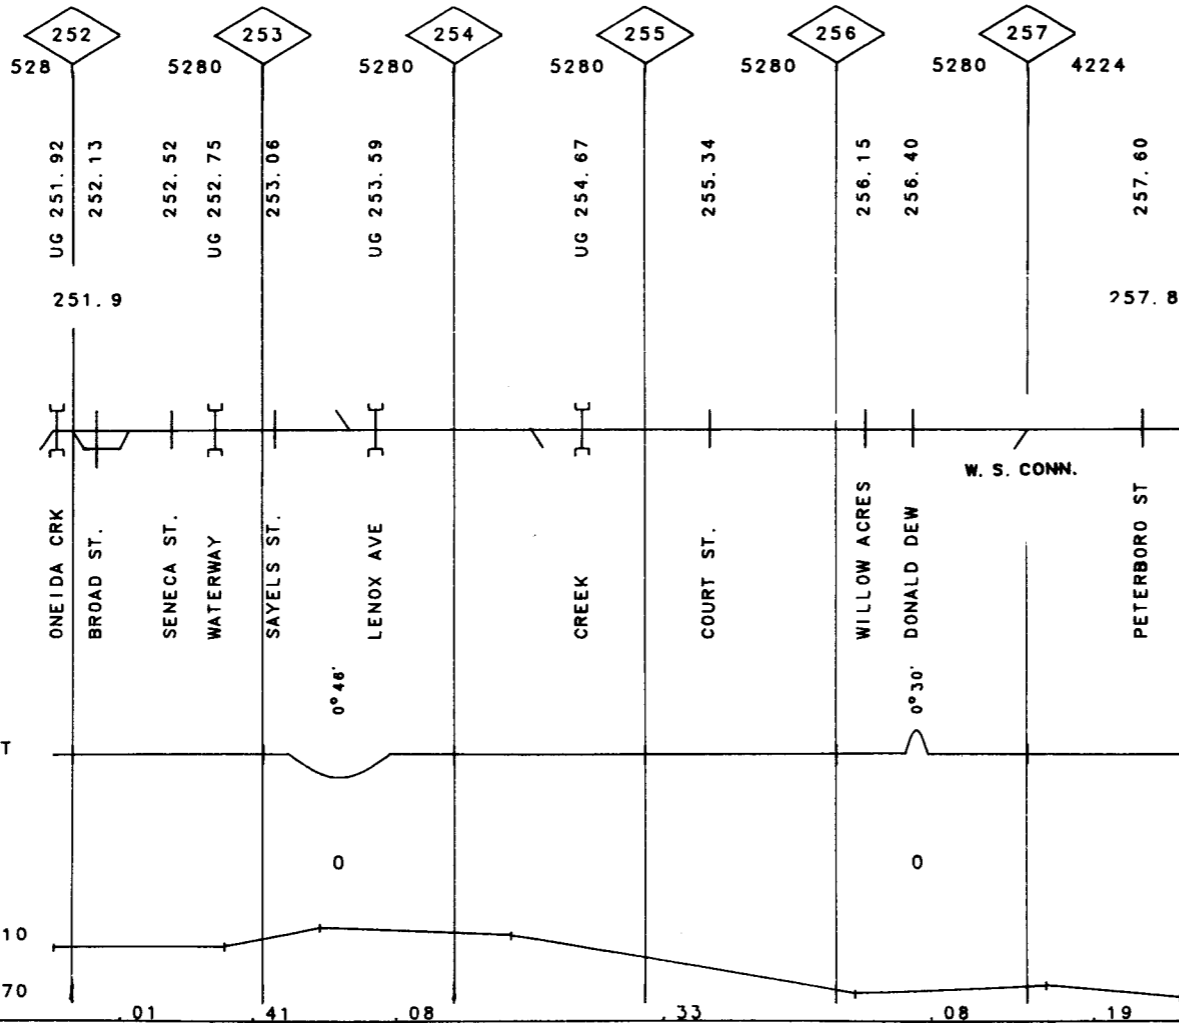 252 253 254 255 256 257
528 5280 5280 5280 5280 5280 4224
UG 251.92
252.13
252.52
UG 252.75
253.06
UG 253.59
UG 254.67
255.34
256.15
256.40
257.60
251.9 257.8
W. S. CONN.
ONEIDA CRK
BROAD ST.
SENECA ST.
WATERWAY
SAYELS ST.
LENOX AVE
CREEK
COURT ST.
WILLOW ACRES
DONALD DEW
PETERBORO ST
0°46'
0°30'
T
0 0
10
70
.01 .41 .08 .33 .08 .19